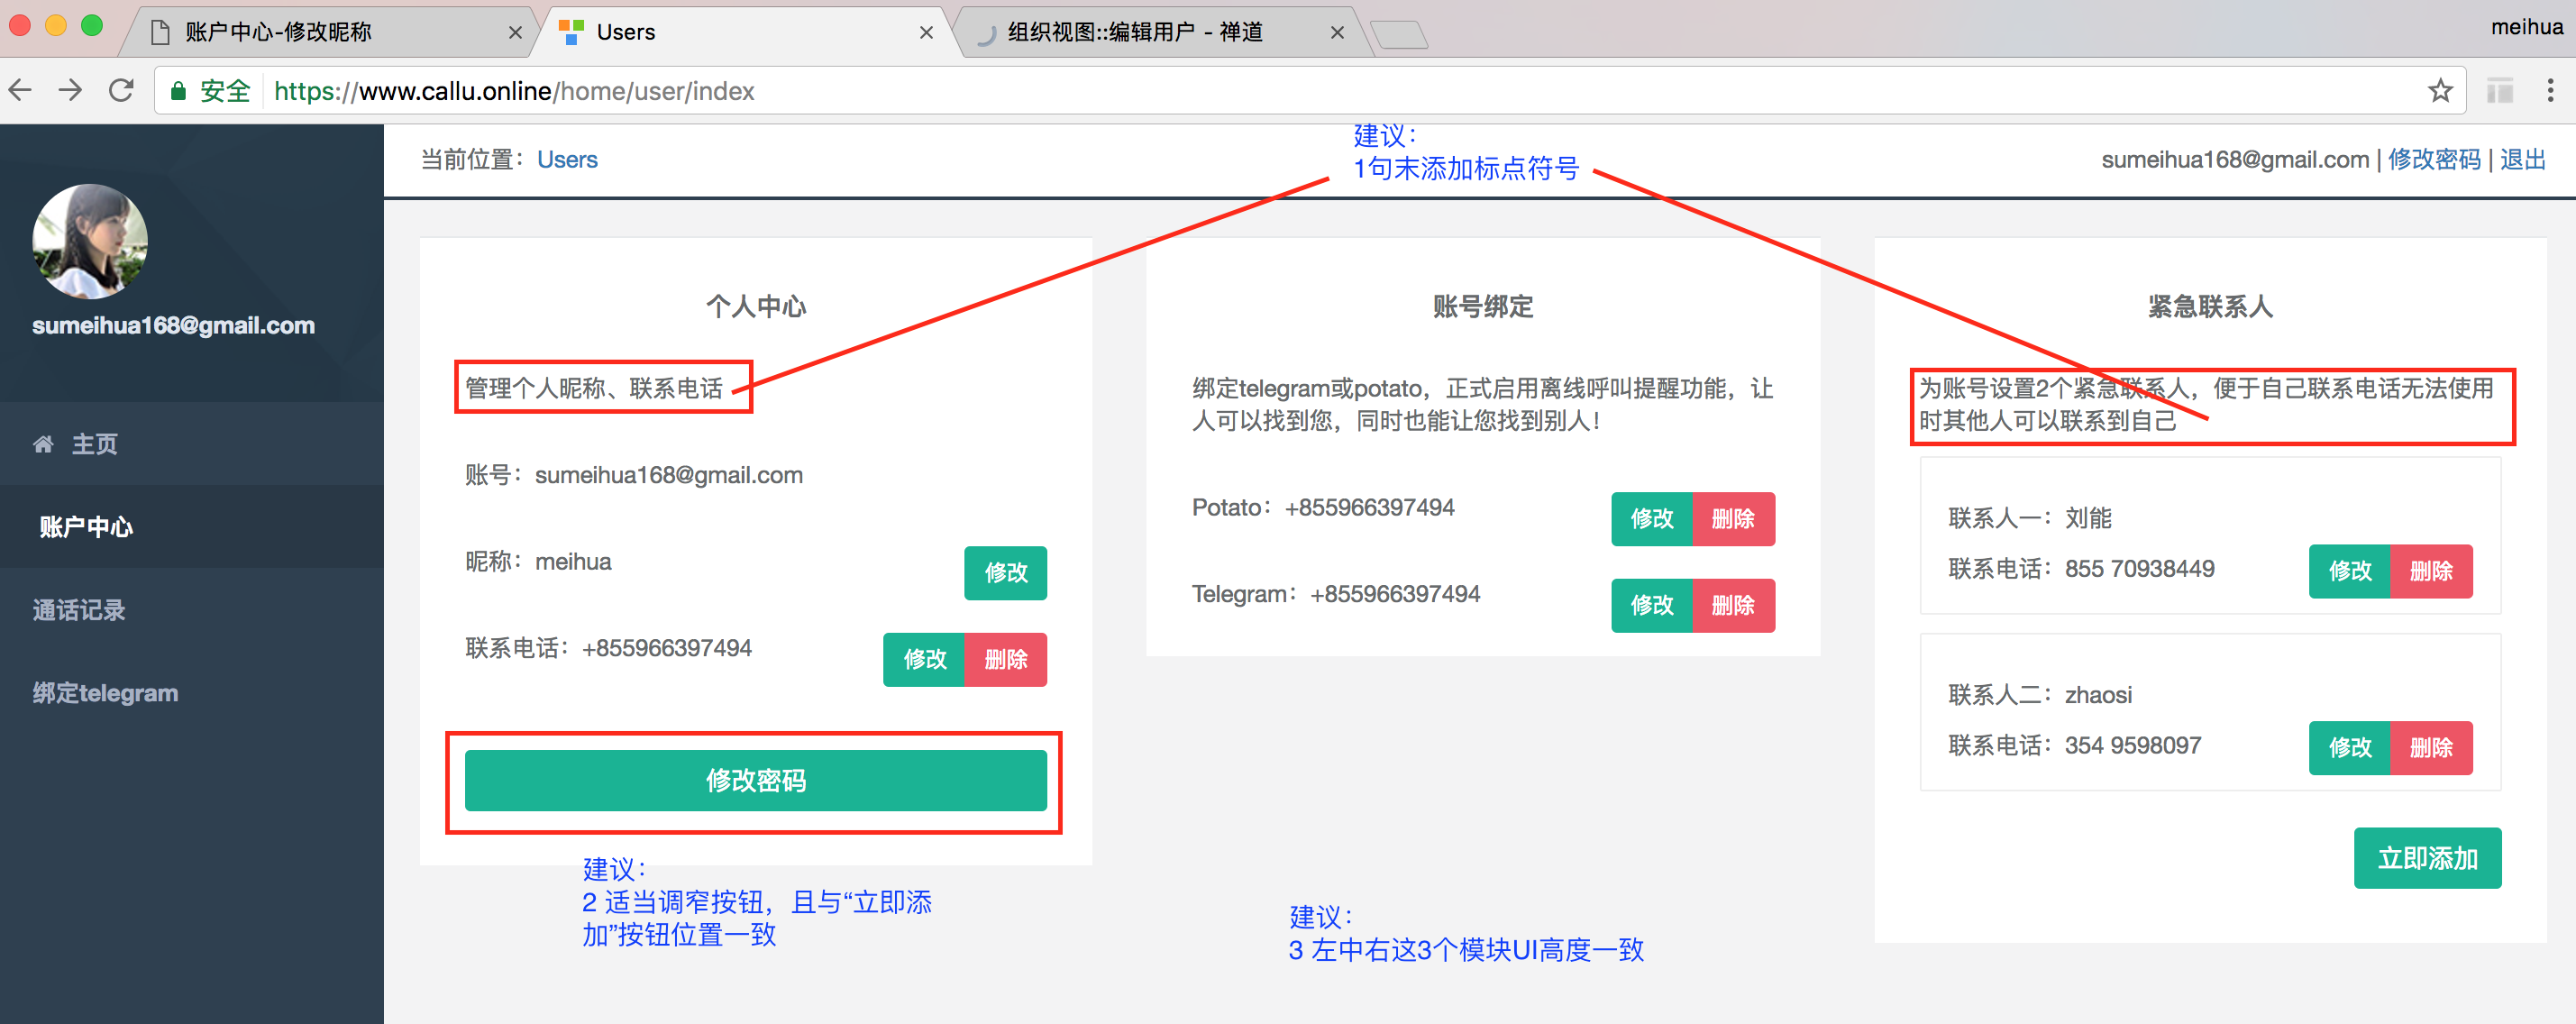 账户中心-修改昵称
Users
组织视图::编辑用户 - 禅道
meihua
安全
https://www.callu.online/home/user/index
sumeihua168@gmail.com
主页
账户中心
通话记录
绑定telegram
当前位置：Users
建议：
1句末添加标点符号
sumeihua168@gmail.com | 修改密码 | 退出
个人中心
管理个人昵称、联系电话
账号：sumeihua168@gmail.com
昵称：meihua
修改
联系电话：+855966397494
修改 删除
修改密码
建议：
2 适当调窄按钮，且与“立即添
加”按钮位置一致
账号绑定
绑定telegram或potato，正式启用离线呼叫提醒功能，让
人可以找到您，同时也能让您找到别人！
Potato：+855966397494
修改 删除
Telegram：+855966397494
修改 删除
建议：
3 左中右这3个模块UI高度一致
紧急联系人
为账号设置2个紧急联系人，便于自己联系电话无法使用
时其他人可以联系到自己
联系人一：刘能
联系电话：855 70938449
修改 删除
联系人二：zhaosi
联系电话：354 9598097
修改 删除
立即添加